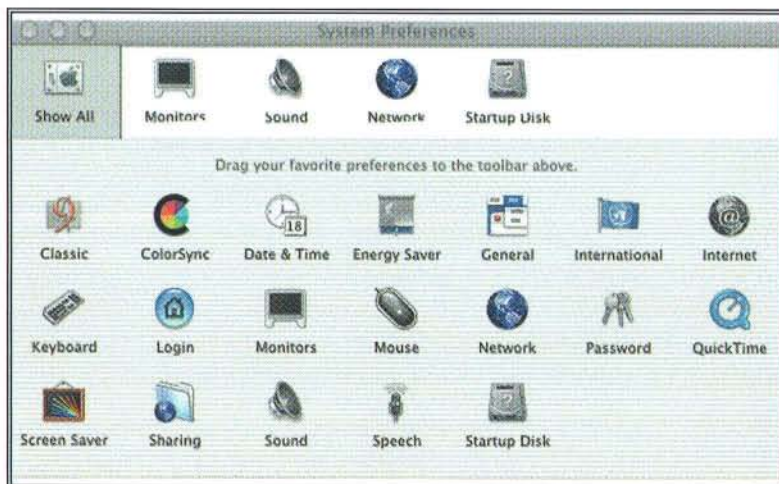 System Preferences
Show All Monitors Sound Network Startup Disk
Drag your favorite preferences to the toolbar above.
18
Classic ColorSync Date & Time Energy Saver General International Internet
Keyboard Login Monitors Mouse Network Password QuickTime
Screen Saver Sharing Sound Speech Startup Disk